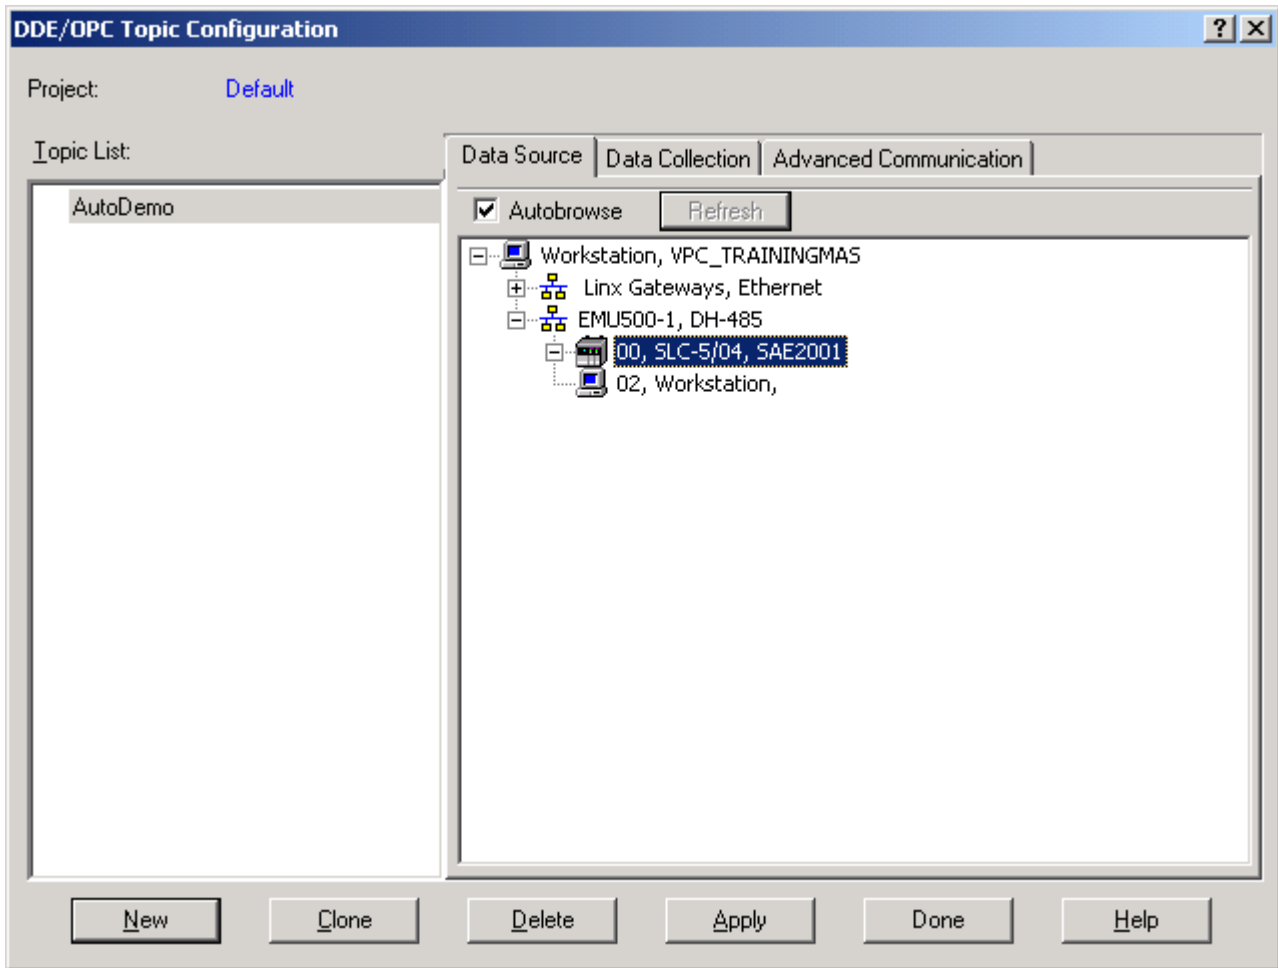 DDE/OPC Topic Configuration
Project: Default
Topic List:
AutoDemo
Data Source Data Collection Advanced Communication
Autobrowse Refresh
Workstation, VPC_TRAININGMAS
Linx Gateways, Ethernet
EMU500-1, DH-485
00, SLC-5/04, SAE2001
02, Workstation,
New Clone Delete Apply Done Help